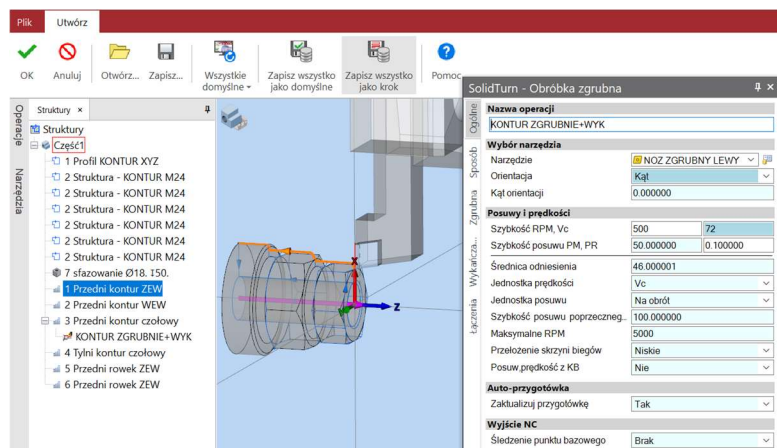 Plik
Utwórz
OK
Anuluj
Otwórz...
Zapisz...
Wszystkie
domyślne
Zapisz wszystko
jako domyślne
Zapisz wszystko
jako krok
Pomoc
Operacje
Narzędzia
Struktury ×
Struktury
Część1
1 Profil KONTUR XYZ
2 Struktura - KONTUR M24
2 Struktura - KONTUR M24
2 Struktura - KONTUR M24
2 Struktura - KONTUR M24
2 Struktura - KONTUR M24
2 Struktura - KONTUR M24
7 sfazowanie Ø18. 150.
1 Przedni kontur ZEW
2 Przedni kontur WEW
3 Przedni kontur czołowy
KONTUR ZGRUBNIE+WYK
4 Tylni kontur czołowy
5 Przedni rowek ZEW
6 Przedni rowek ZEW
X
Z
SolidTurn - Obróbka zgrubna
Ogólne
Sposób
Zgrubna
Wykańcza...
Łączenia
Nazwa operacji
KONTUR ZGRUBNIE+WYK
Wybór narzędzia
Narzędzie NOZ ZGRUBNY LEWY
Orientacja Kąt
Kąt orientacji 0.000000
Posuwy i prędkości
Szybkość RPM, Vc 500 72
Szybkość posuwu PM, PR 50.000000 0.100000
Średnica odniesienia 46.000001
Jednostka prędkości Vc
Jednostka posuwu Na obrót
Szybkość posuwu poprzeczneg... 100.000000
Maksymalne RPM 5000
Przełożenie skrzyni biegów Niskie
Posuw,prędkość z KB Nie
Auto-przygotówka
Zaktualizuj przygotówkę Tak
Wyjście NC
Śledzenie punktu bazowego Brak